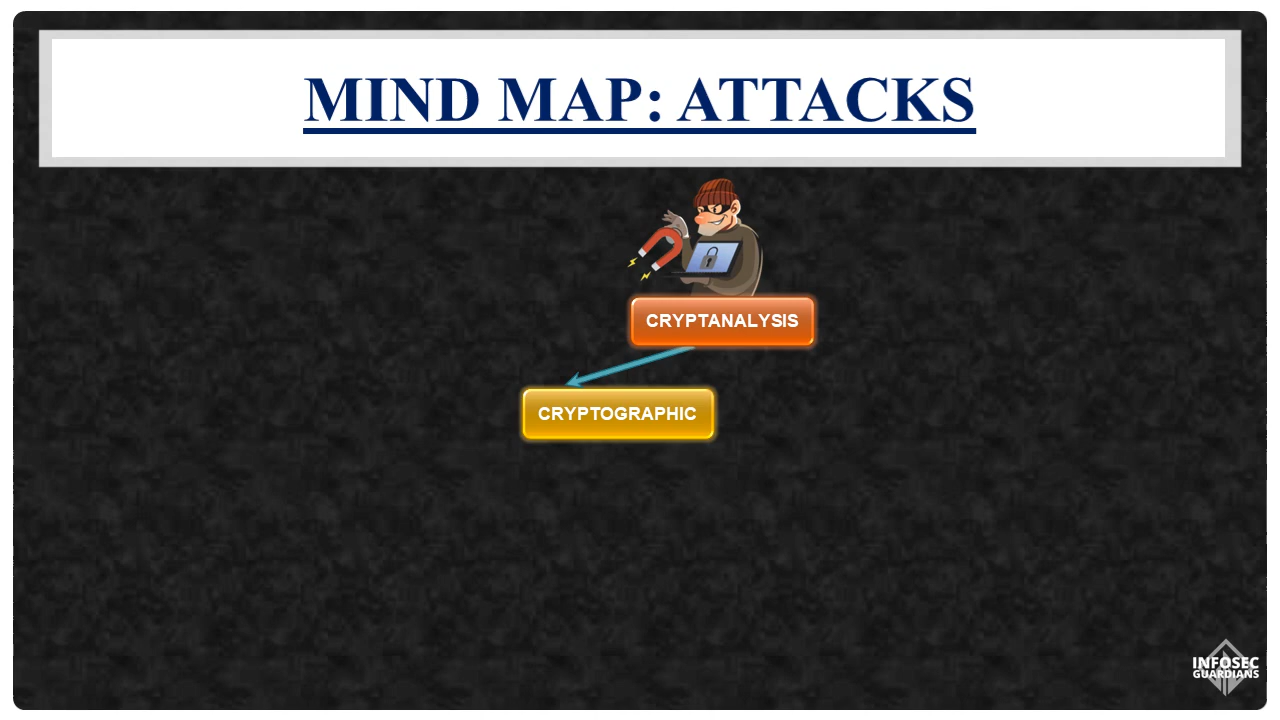 MIND MAP: ATTACKS
CRYPTANALYSIS
CRYPTOGRAPHIC
INFOSEC
GUARDIANS